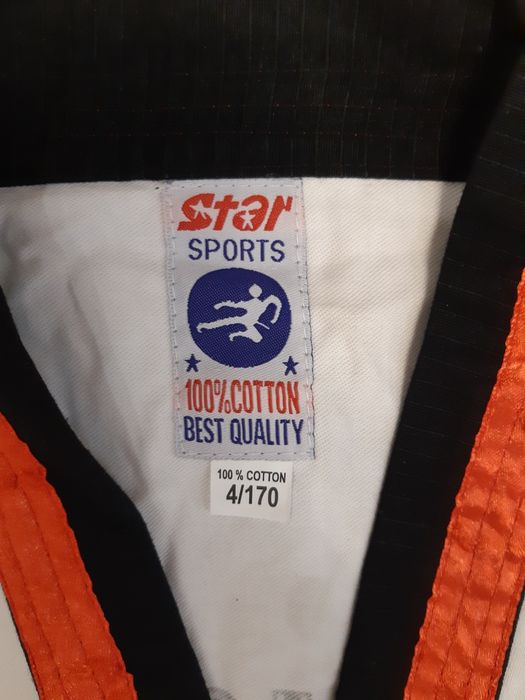 Star
SPORTS
100% COTTON
BEST QUALITY
100 % COTTON
4/170